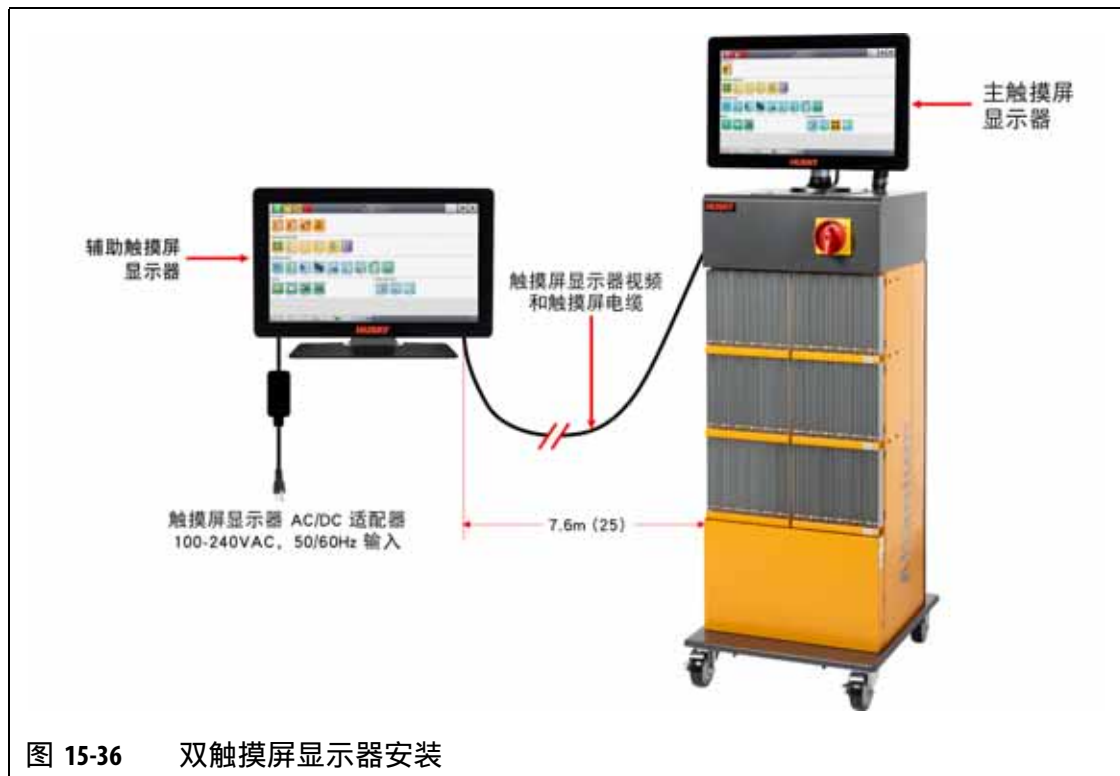 主触摸屏
显示器
HUSKY
HUSKY
辅助触摸屏
显示器
触摸屏显示器视频
和触摸屏电缆
HUSKY
触摸屏显示器 AC/DC 适配器
100-240VAC, 50/60Hz 输入
7.6m (25)
图 15-36 双触摸屏显示器安装